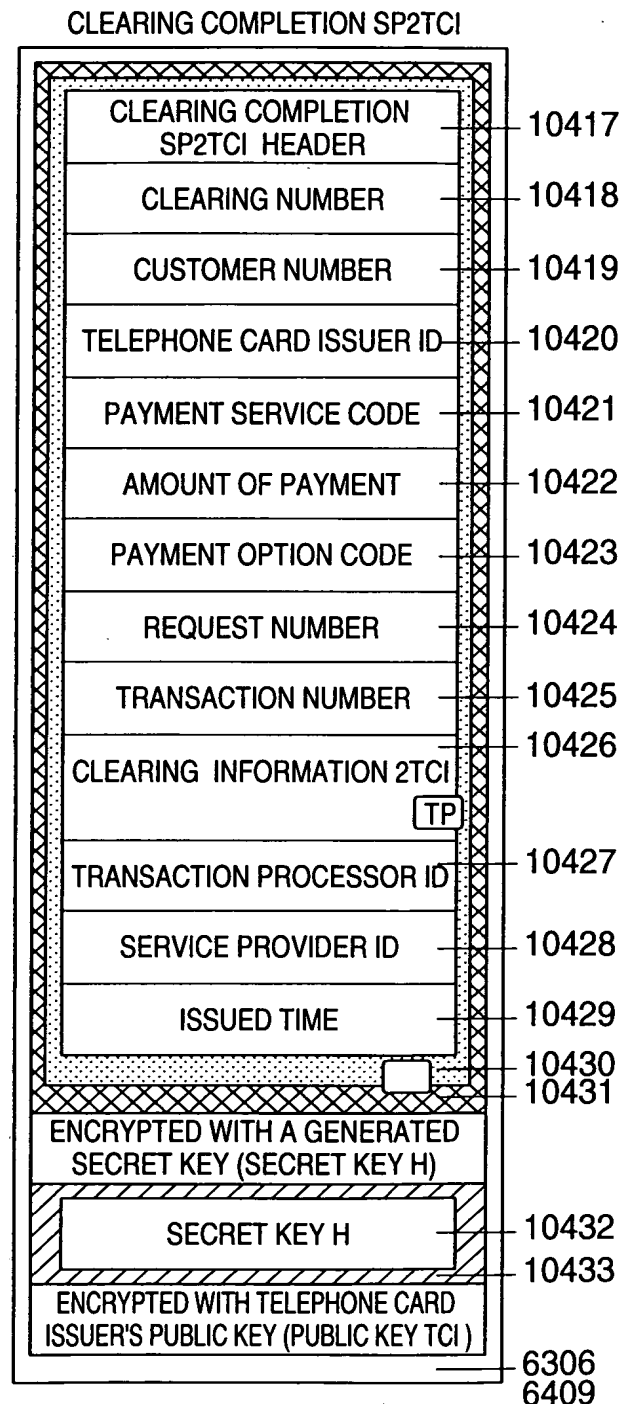 CLEARING COMPLETION SP2TCI
CLEARING COMPLETION
SP2TCI HEADER
10417
CLEARING NUMBER
10418
CUSTOMER NUMBER
10419
TELEPHONE CARD ISSUER ID
10420
PAYMENT SERVICE CODE
10421
AMOUNT OF PAYMENT
10422
PAYMENT OPTION CODE
10423
REQUEST NUMBER
10424
TRANSACTION NUMBER
10425
10426
CLEARING INFORMATION 2TCI
TP
TRANSACTION PROCESSOR ID
10427
SERVICE PROVIDER ID
10428
ISSUED TIME
10429
10430
10431
ENCRYPTED WITH A GENERATED
SECRET KEY (SECRET KEY H)
SECRET KEY H
10432
10433
ENCRYPTED WITH TELEPHONE CARD
ISSUER'S PUBLIC KEY (PUBLIC KEY TCI )
6306
6409